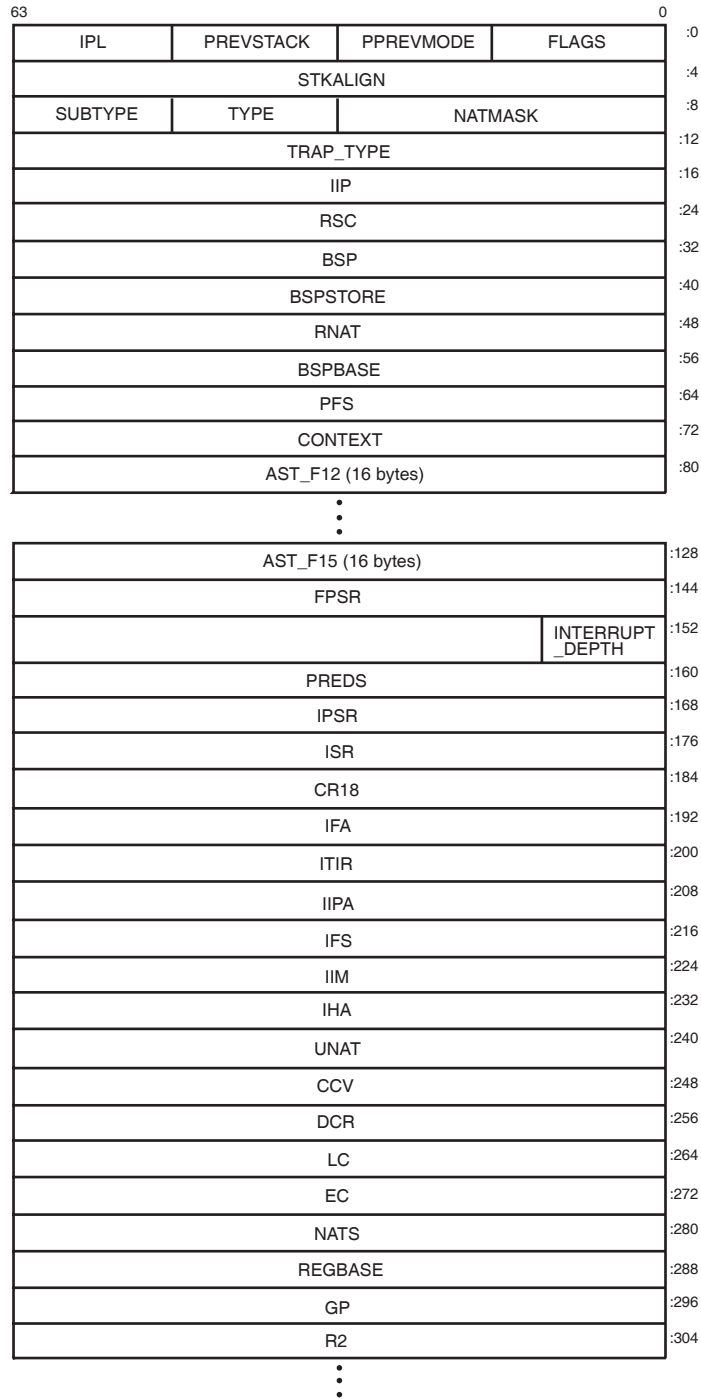 63 0
IPL PREVSTACK PPREVMODE FLAGS :0
STKALIGN :4
SUBTYPE TYPE NATMASK :8
TRAP_TYPE :12
IIP :16
RSC :24
BSP :32
BSPSTORE :40
RNAT :48
BSPBASE :56
PFS :64
CONTEXT :72
AST_F12 (16 bytes) :80
AST_F15 (16 bytes) :128
FPSR :144
INTERRUPT :152
_DEPTH
PREDS :160
IPSR :168
ISR :176
CR18 :184
IFA :192
ITIR :200
IIPA :208
IFS :216
IIM :224
IHA :232
UNAT :240
CCV :248
DCR :256
LC :264
EC :272
NATS :280
REGBASE :288
GP :296
R2 :304